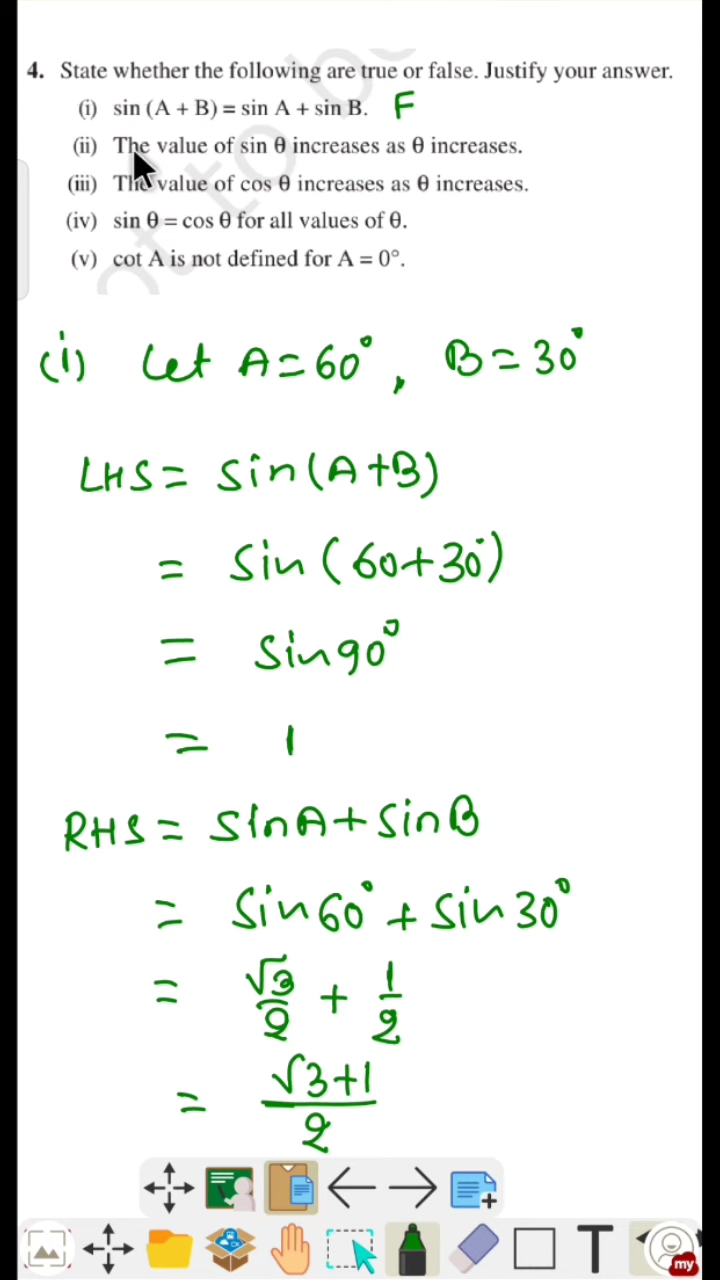 4. State whether the following are true or false. Justify your answer.
(i) sin (A + B) = sin A + sin B. F
(ii) The value of sin θ increases as θ increases.
(iii) The value of cos θ increases as θ increases.
(iv) sin θ = cos θ for all values of θ.
(v) cot A is not defined for A = 0°.
(i) Let A = 60°, B = 30°
LHS = sin(A+B)
= sin(60+30°)
= sin90°
= 1
RHS = sinA + sinB
= sin60° + sin30°
= √3/2 + 1/2
= √3+1/2
T
my